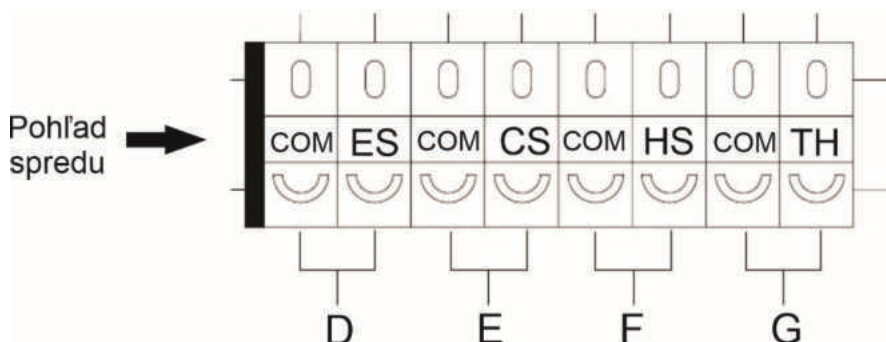 Pohľad
spredu
COM ES COM CS COM HS COM TH
D E F G